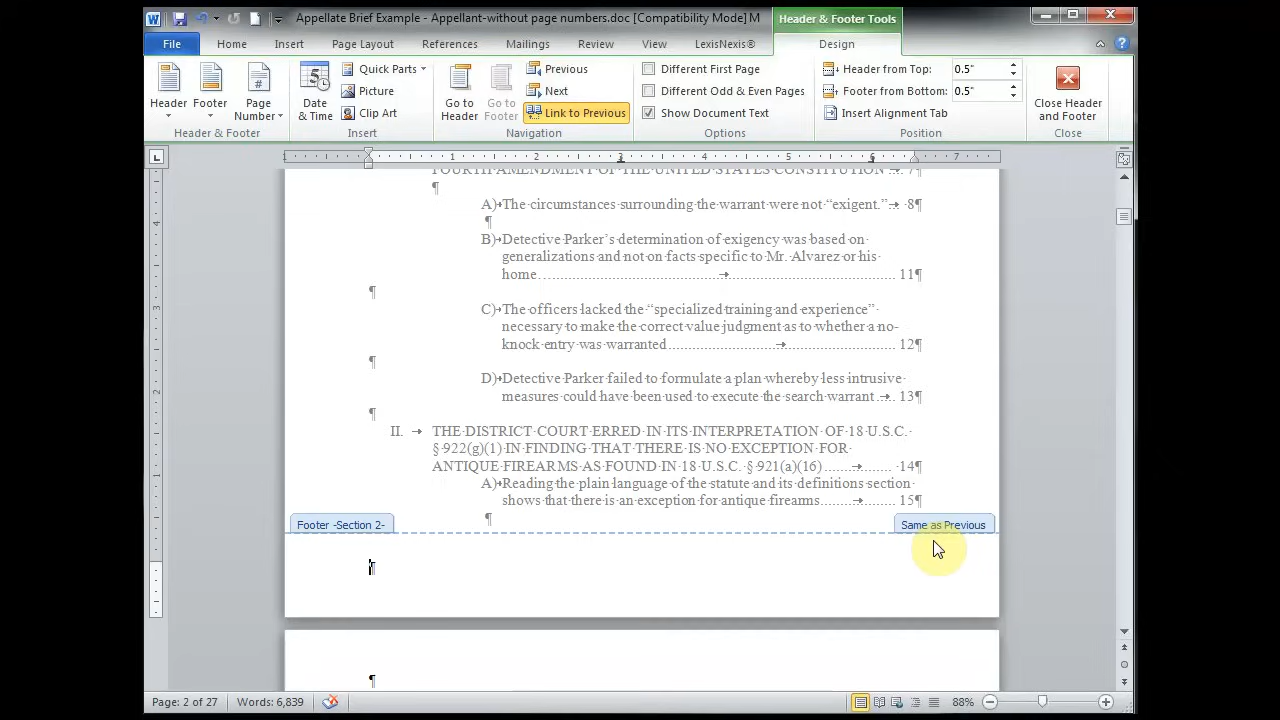 Appellate Brief Example - Appellant-without page numbers.doc [Compatibility Mode] M
Header & Footer Tools
File Home Insert Page Layout References Mailings Review View LexisNexis® Design
Header
Footer
Page Number
Header & Footer
Date & Time
Quick Parts
Picture
Clip Art
Insert
Go to Header
Go to Footer
Previous
Next
Link to Previous
Navigation
Different First Page
Different Odd & Even Pages
Show Document Text
Options
Header from Top: 0.5"
Footer from Bottom: 0.5"
Insert Alignment Tab
Position
Close Header and Footer
Close
1 1 2 3 4 5 6 7
FOURTH AMENDMENT OF THE UNITED STATES CONSTITUTION → 7
¶
A)→The circumstances surrounding the warrant were not “exigent.”→ 8¶
¶
B)→Detective Parker’s determination of exigency was based on
generalizations and not on facts specific to Mr. Alvarez or his
home → 11¶
¶
C)→The officers lacked the “specialized training and experience”
necessary to make the correct value judgment as to whether a no-
knock entry was warranted → 12¶
¶
D)→Detective Parker failed to formulate a plan whereby less intrusive
measures could have been used to execute the search warrant → 13¶
¶
II. → THE DISTRICT COURT ERRED IN ITS INTERPRETATION OF 18 U.S.C.
§ 922(g)(1) IN FINDING THAT THERE IS NO EXCEPTION FOR
ANTIQUE FIREARMS AS FOUND IN 18 U.S.C. § 921(a)(16) → 14¶
A)→Reading the plain language of the statute and its definitions section
shows that there is an exception for antique firearms → 15¶
¶
Footer -Section 2- Same as Previous
¶
¶
Page: 2 of 27 Words: 6,839 88%